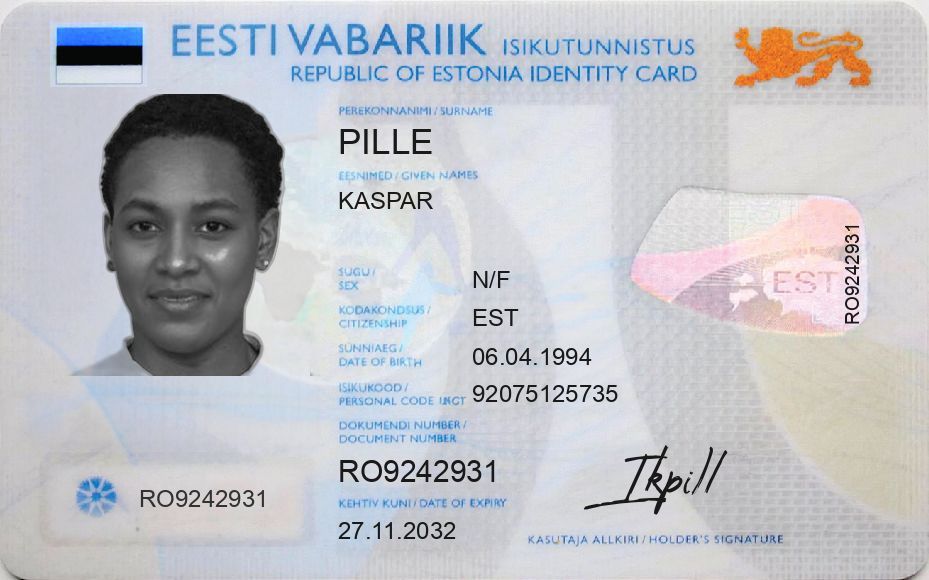 EESTI VABARIIK ISIKUTUNNISTUS
REPUBLIC OF ESTONIA IDENTITY CARD
PEREKONNANIMI / SURNAME
PILLE
EESNIMED / GIVEN NAMES
KASPAR
SUGU /
SEX
N/F
KODAKONDSUS /
CITIZENSHIP
EST
SÜNNIAEG /
DATE OF BIRTH
06.04.1994
ISIKUKOOD /
PERSONAL CODE
92075125735
DOKUMENDI NUMBER /
DOCUMENT NUMBER
RO9242931
KEHTIV KUNI / DATE OF EXPIRY
27.11.2032
RO9242931
EST
RO9242931
Ikpill
KASUTAJA ALLKIRI / HOLDER'S SIGNATURE